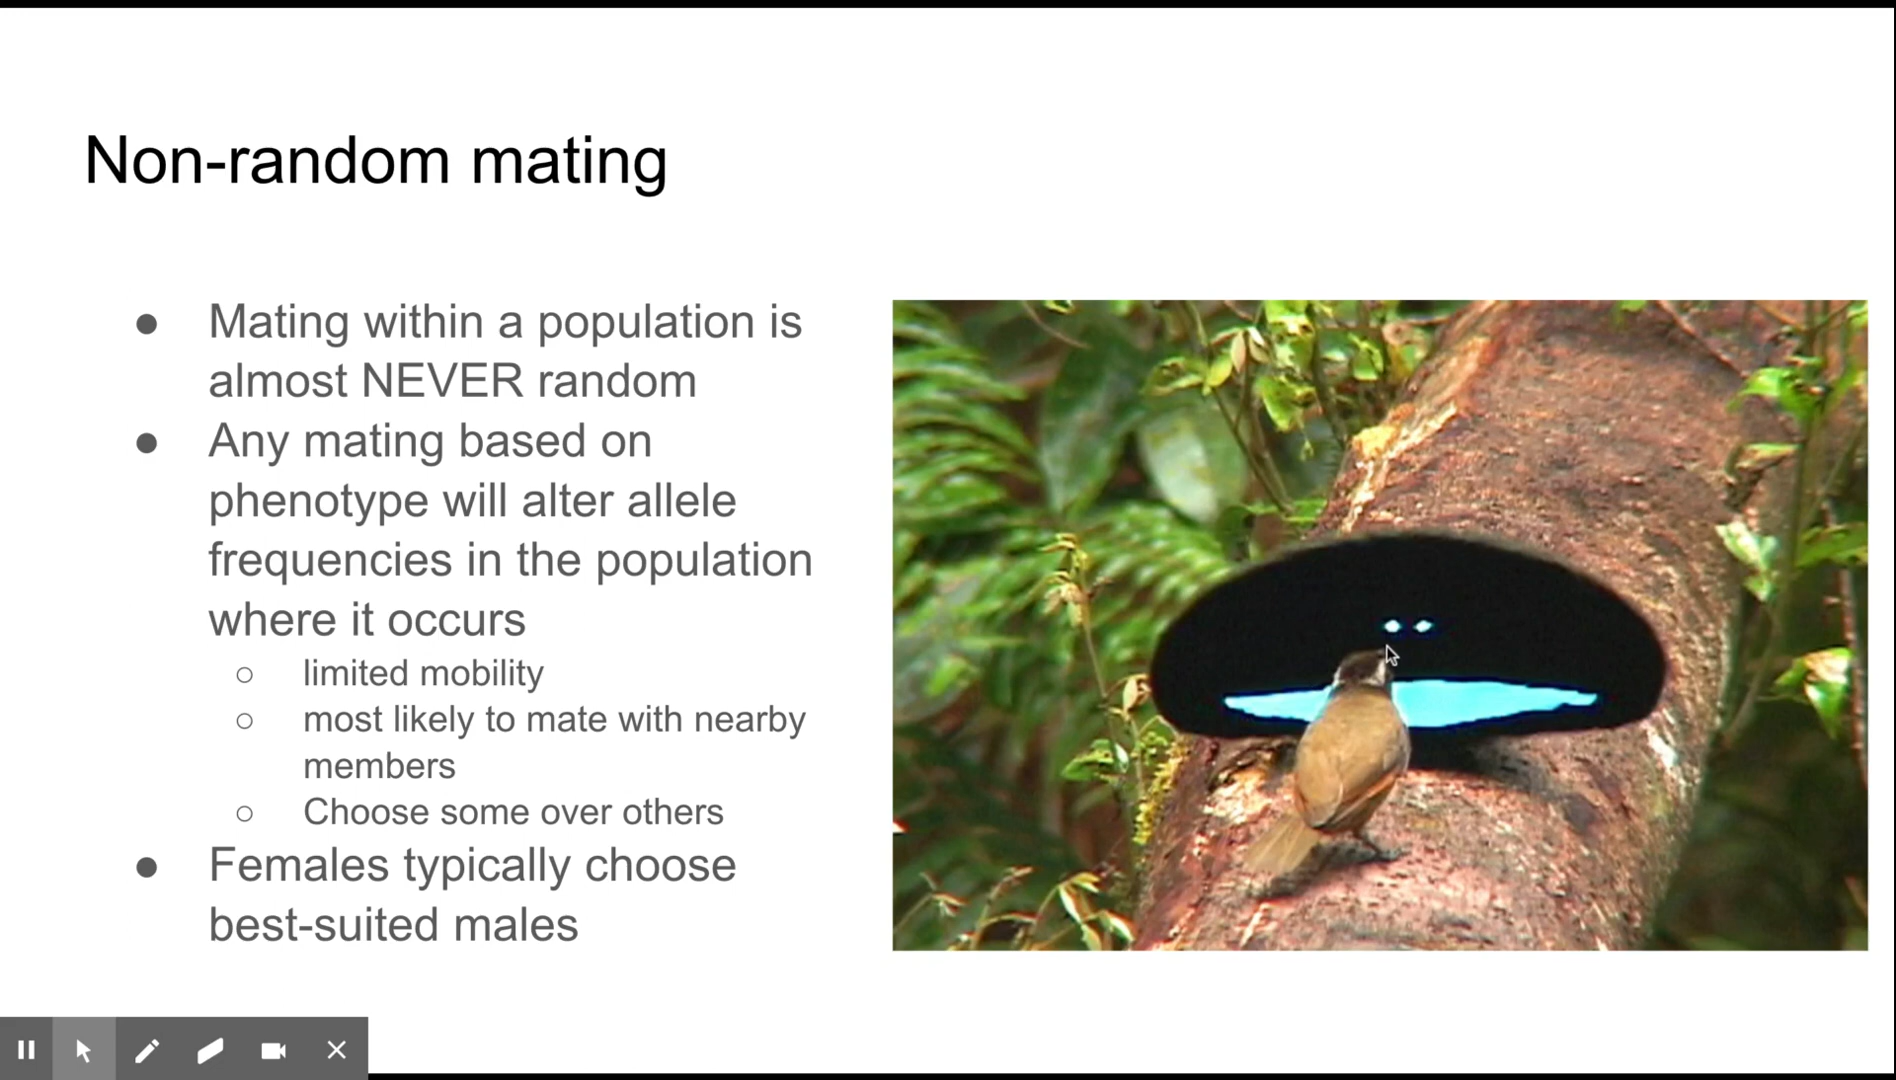 Non-random mating
● Mating within a population is
almost NEVER random
● Any mating based on
phenotype will alter allele
frequencies in the population
where it occurs
○ limited mobility
○ most likely to mate with nearby
members
○ Choose some over others
● Females typically choose
best-suited males